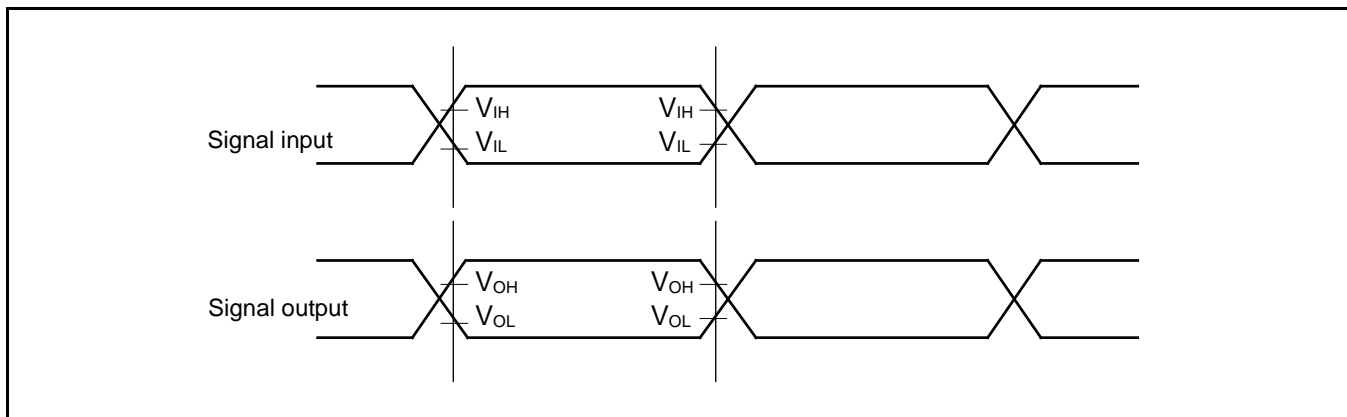 VIH VIH
Signal input
VIL VIL
VOH VOH
Signal output
VOL VOL